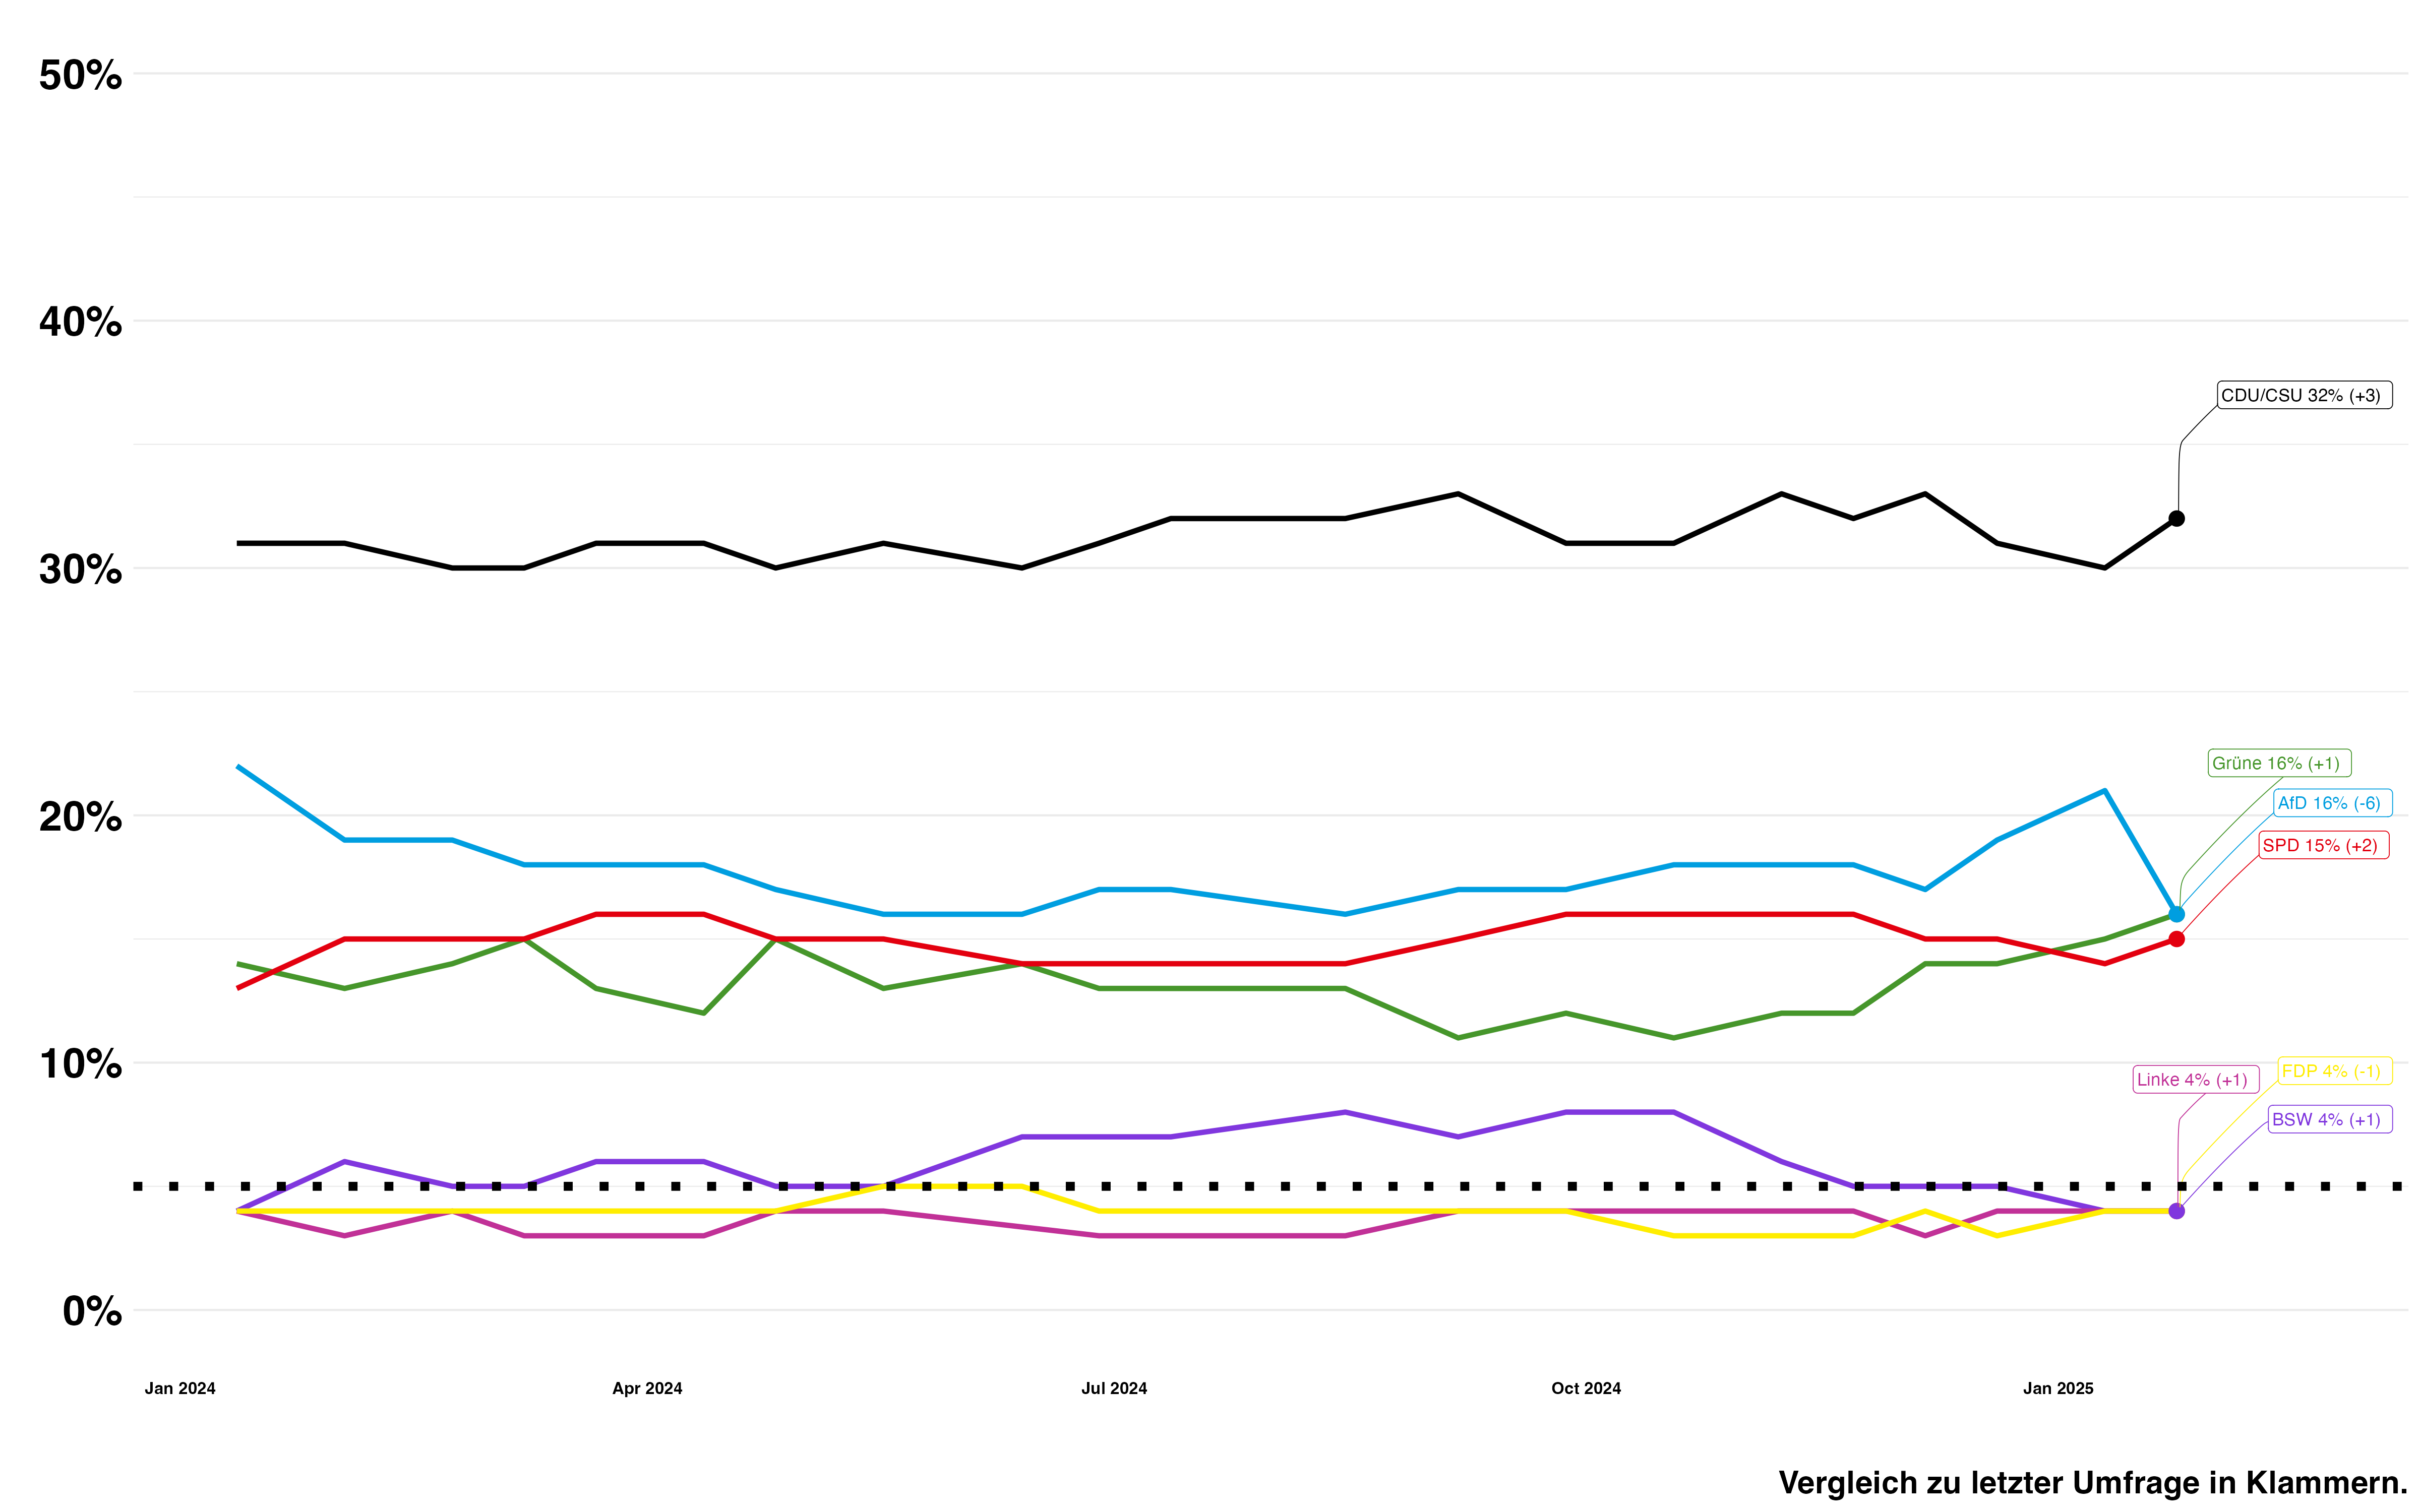 50%
40%
CDU/CSU 32% (+3)
30%
Grüne 16% (+1)
AfD 16% (-6)
20%
SPD 15% (+2)
10%
FDP 4% (-1)
Linke 4% (+1)
BSW 4% (+1)
0%
Jan 2024 Apr 2024 Jul 2024 Oct 2024 Jan 2025
Vergleich zu letzter Umfrage in Klammern.